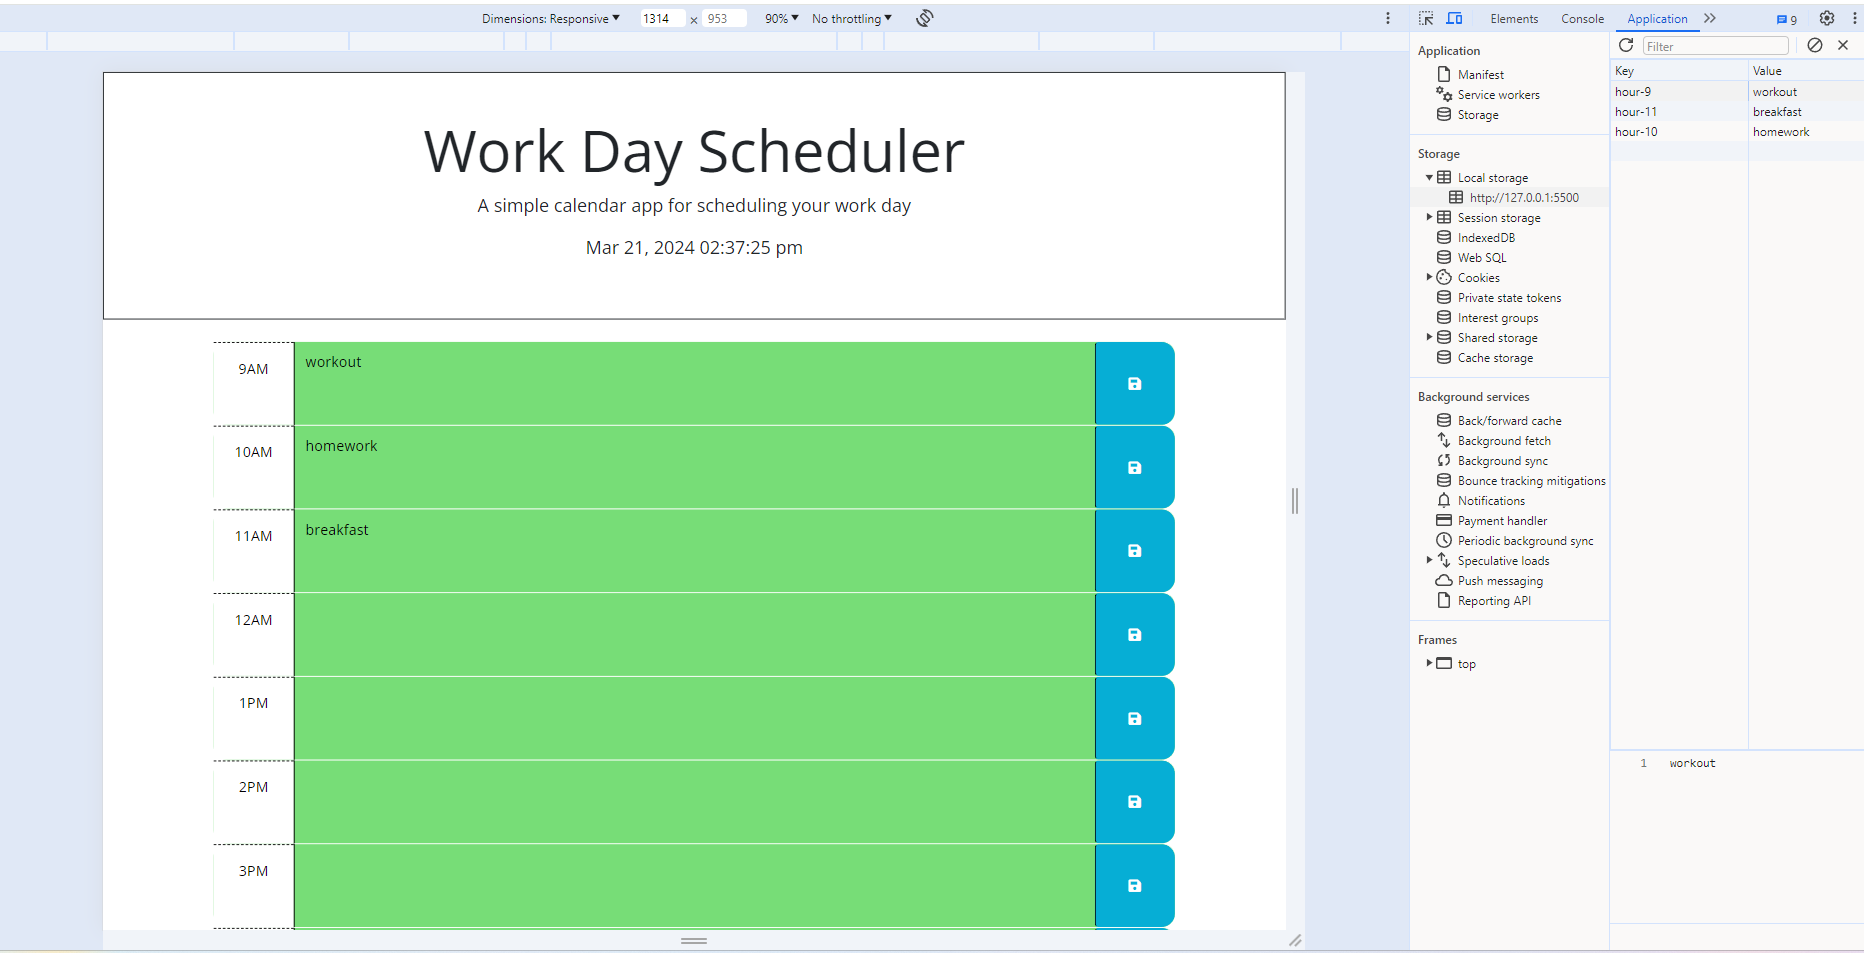 Dimensions: Responsive 1314 x 953 90% No throttling
Elements Console Application 9
Work Day Scheduler
A simple calendar app for scheduling your work day
Mar 21, 2024 02:37:25 pm
9AM workout
10AM homework
11AM breakfast
12AM
1PM
2PM
3PM
Application
Manifest
Service workers
Storage
Storage
Local storage
http://127.0.0.1:5500
Session storage
IndexedDB
Web SQL
Cookies
Private state tokens
Interest groups
Shared storage
Cache storage
Background services
Back/forward cache
Background fetch
Background sync
Bounce tracking mitigations
Notifications
Payment handler
Periodic background sync
Speculative loads
Push messaging
Reporting API
Frames
top
Filter
Key Value
hour-9 workout
hour-11 breakfast
hour-10 homework
1 workout